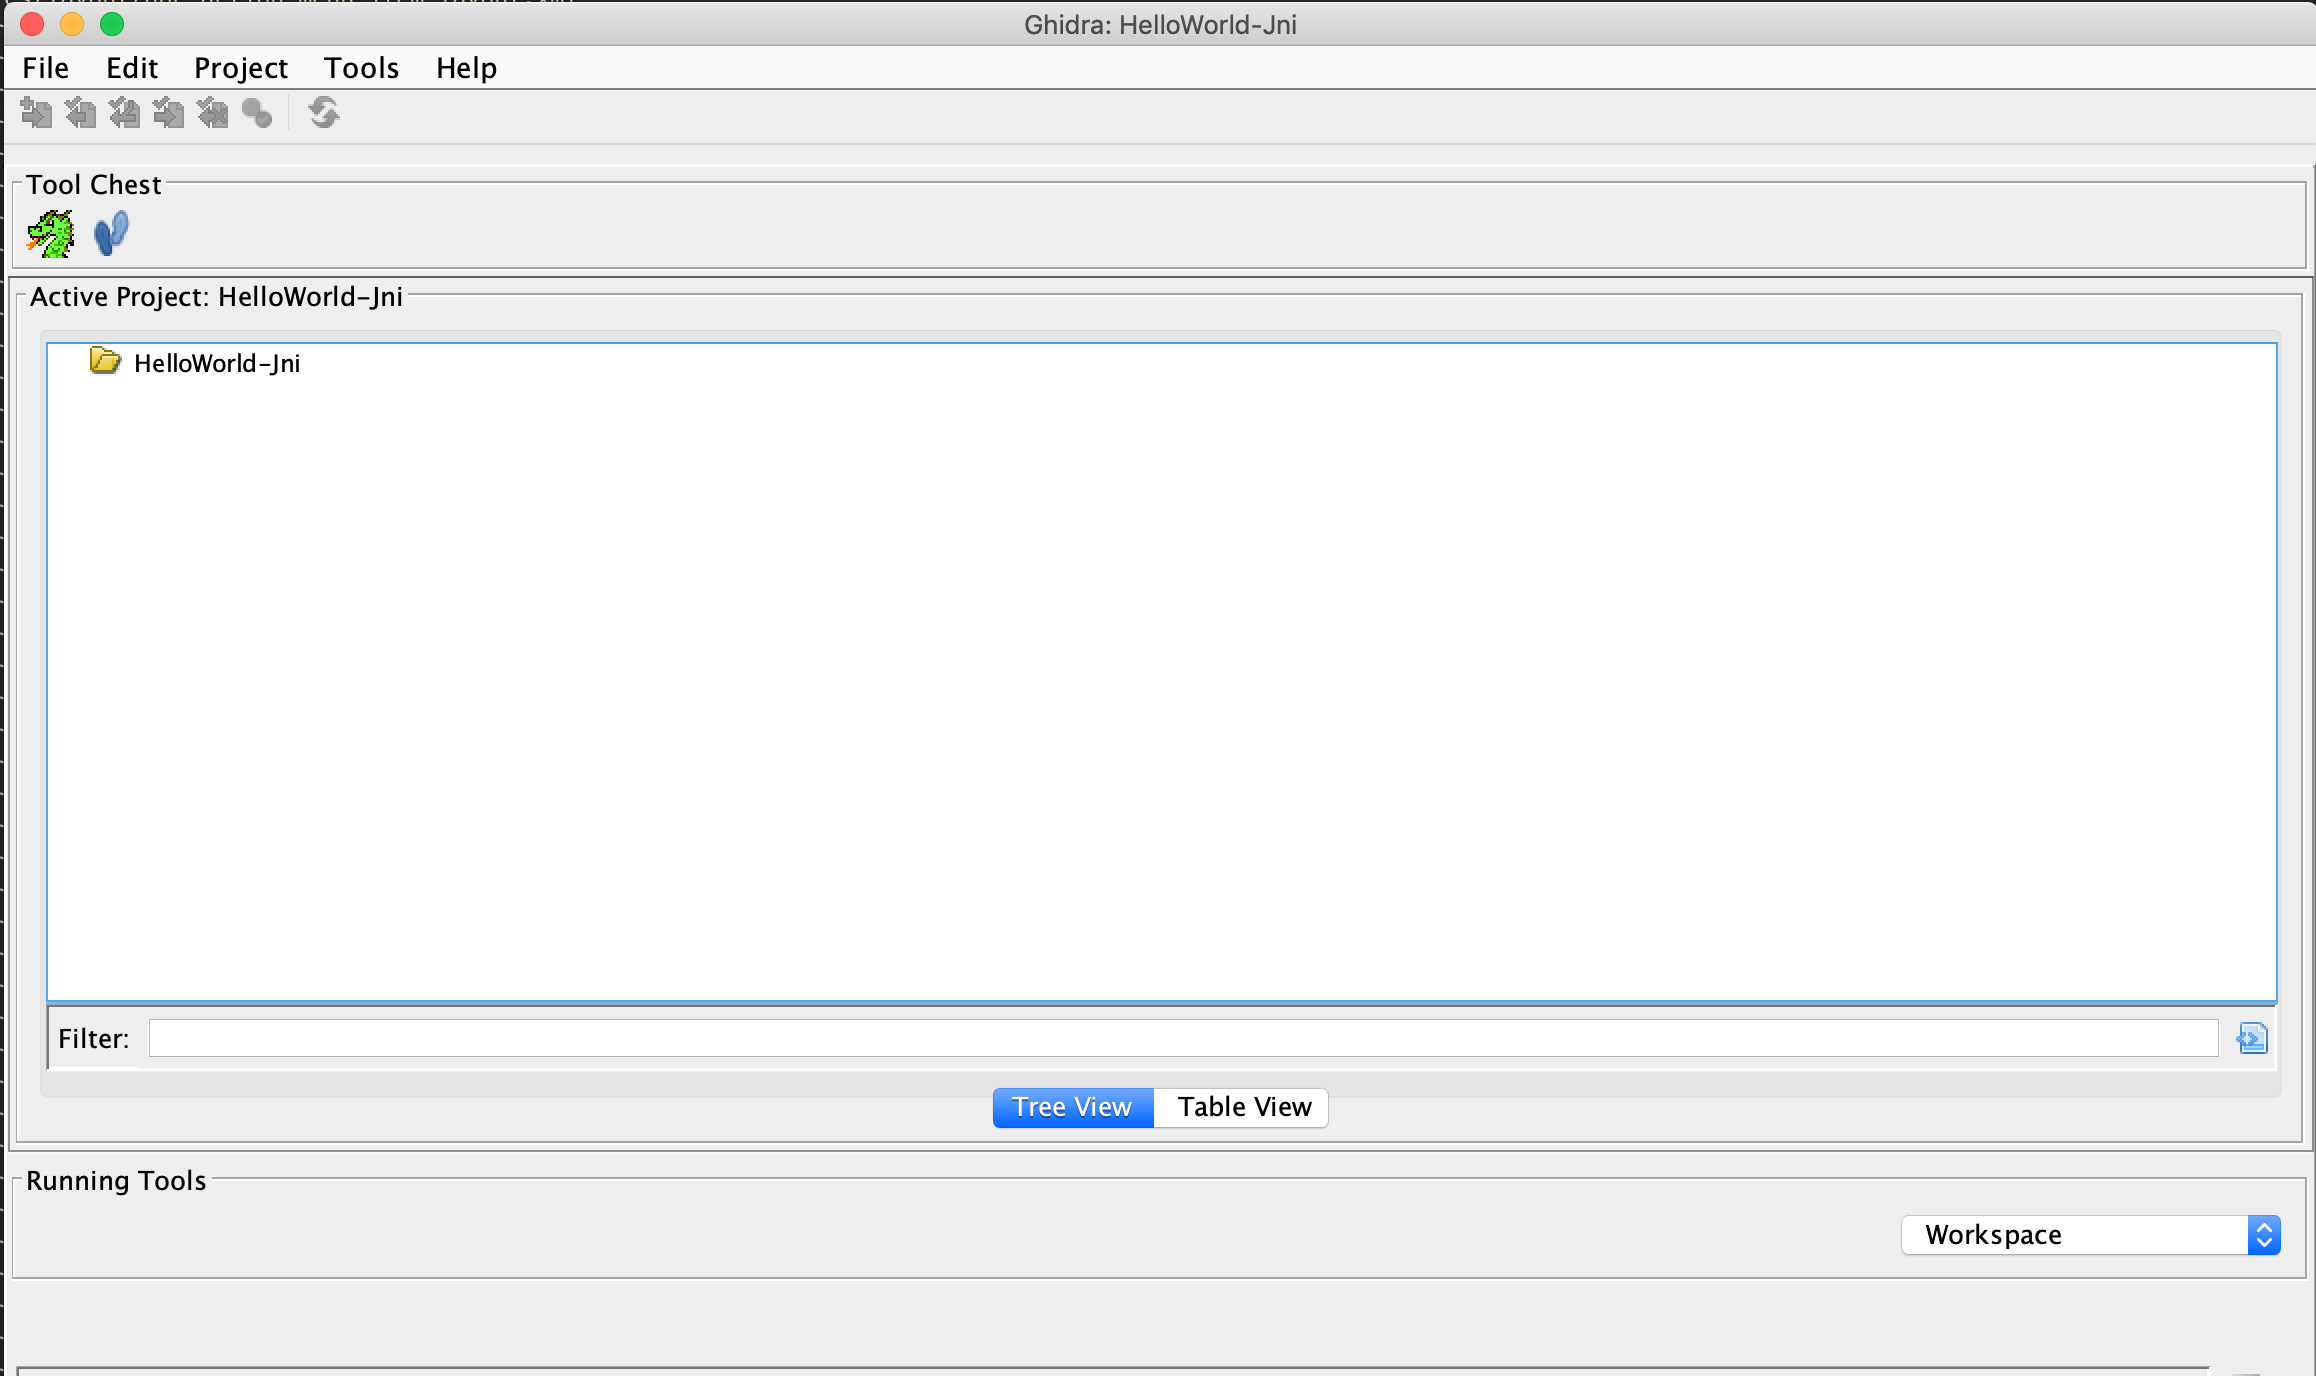 Ghidra: HelloWorld-Jni
File Edit Project Tools Help
Tool Chest
Active Project: HelloWorld-Jni
HelloWorld-Jni
Filter:
Tree View Table View
Running Tools
Workspace